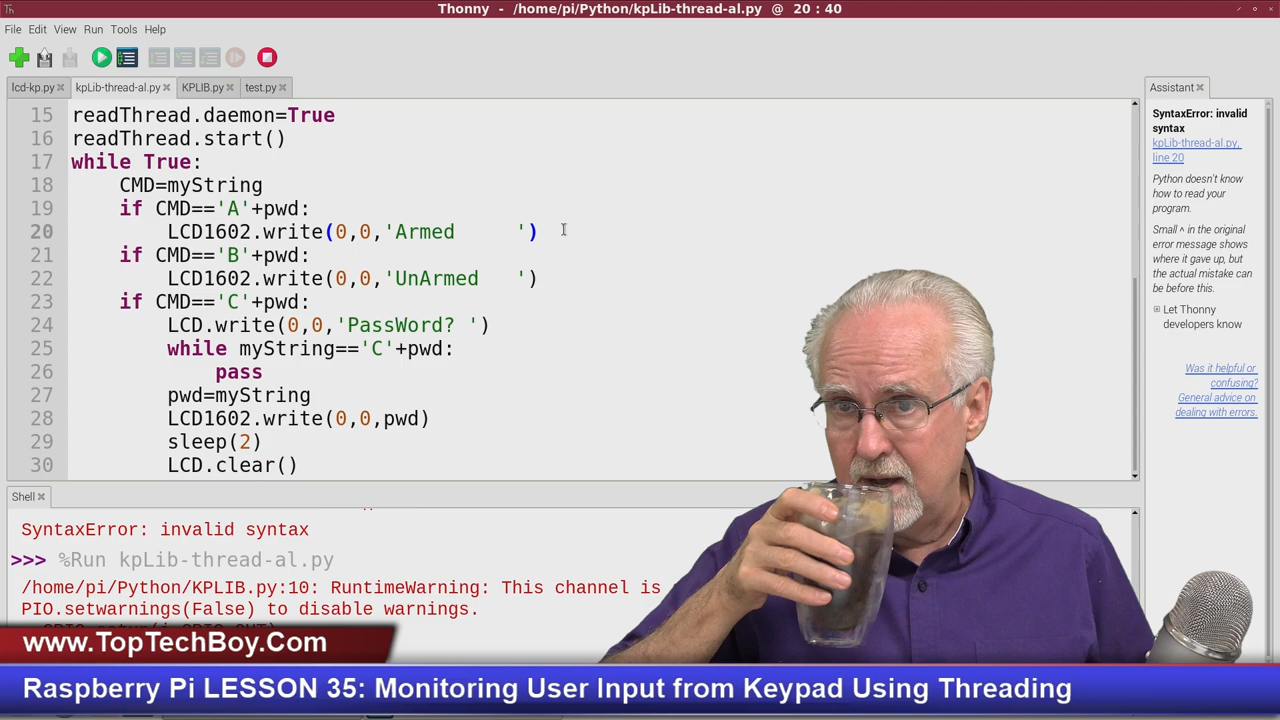 Thonny - /home/pi/Python/kpLib-thread-al.py @ 20 : 40
File Edit View Run Tools Help
lcd-kp.py kpLib-thread-al.py KPLIB.py test.py
15 readThread.daemon=True
16 readThread.start()
17 while True:
18 CMD=myString
19 if CMD=='A'+pwd:
20 LCD1602.write(0,0,'Armed     ')
21 if CMD=='B'+pwd:
22 LCD1602.write(0,0,'UnArmed   ')
23 if CMD=='C'+pwd:
24 LCD.write(0,0,'PassWord? ')
25 while myString=='C'+pwd:
26 pass
27 pwd=myString
28 LCD1602.write(0,0,pwd)
29 sleep(2)
30 LCD.clear()
Assistant
SyntaxError: invalid
syntax
kpLib-thread-al.py,
line 20
Python doesn't know
how to read your
program.
Small ^ in the original
error message shows
where it gave up, but
the actual mistake can
be before this.
Let Thonny
developers know
Was it helpful or
confusing?
General advice on
dealing with errors.
Shell
SyntaxError: invalid syntax
>>> %Run kpLib-thread-al.py
/home/pi/Python/KPLIB.py:10: RuntimeWarning: This channel is
PIO.setwarnings(False) to disable warnings.
www.TopTechBoy.Com
Raspberry Pi LESSON 35: Monitoring User Input from Keypad Using Threading